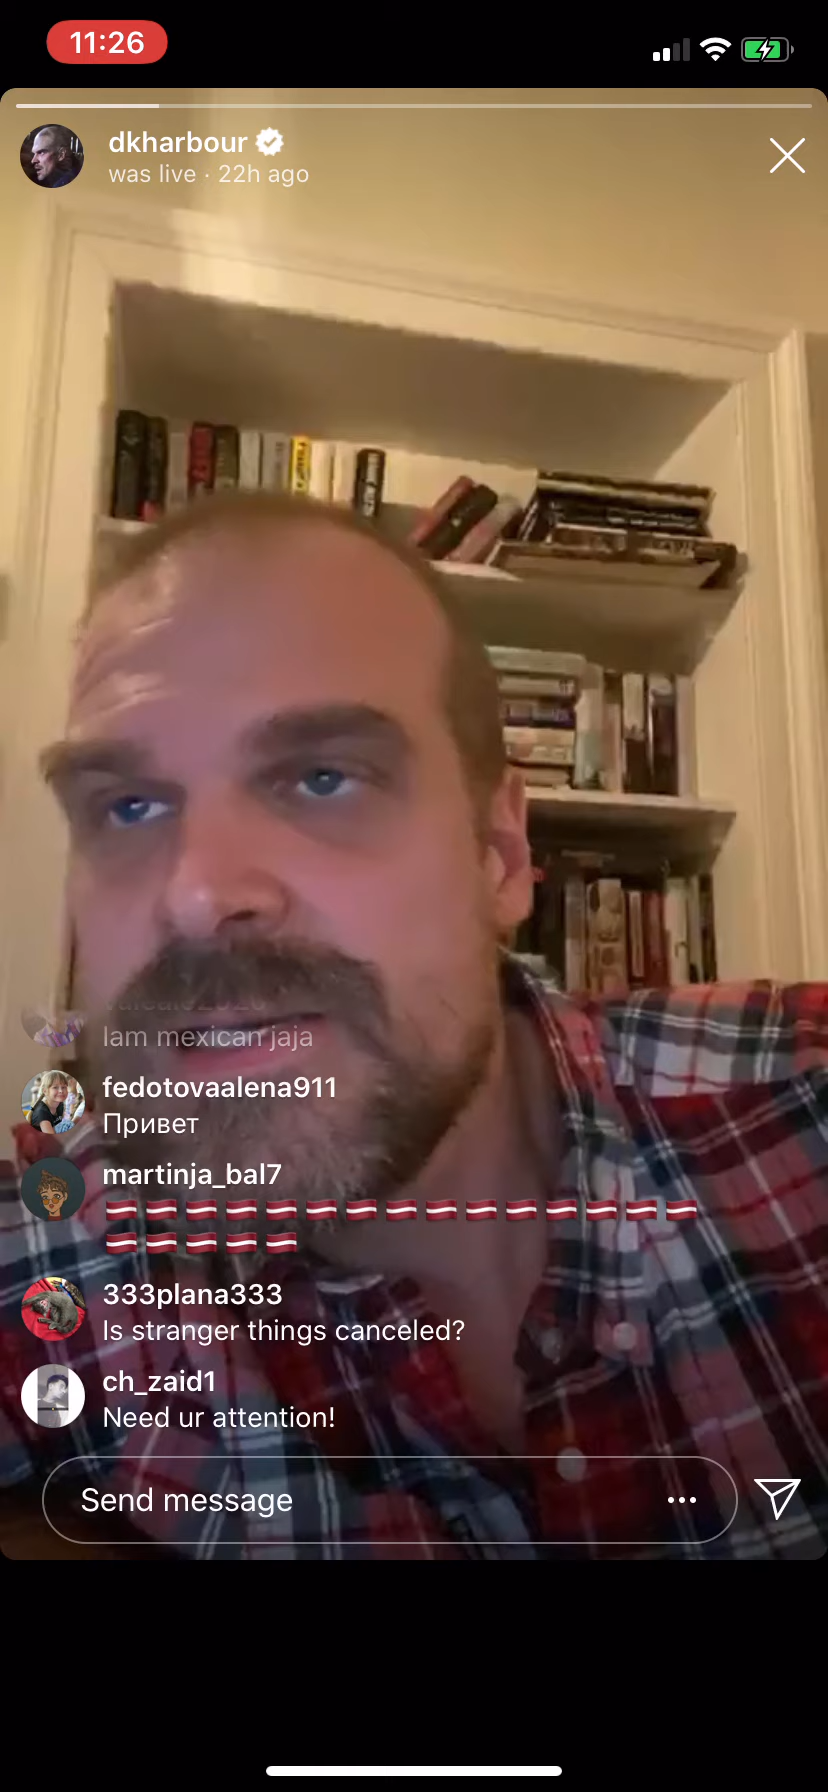 11:26
dkharbour
was live · 22h ago
Iam mexican jaja
fedotovaalena911
Привет
martinja_bal7
🇱🇻🇱🇻🇱🇻🇱🇻🇱🇻🇱🇻🇱🇻🇱🇻🇱🇻🇱🇻🇱🇻🇱🇻🇱🇻🇱🇻🇱🇻
🇱🇻🇱🇻🇱🇻🇱🇻🇱🇻
333plana333
Is stranger things canceled?
ch_zaid1
Need ur attention!
Send message